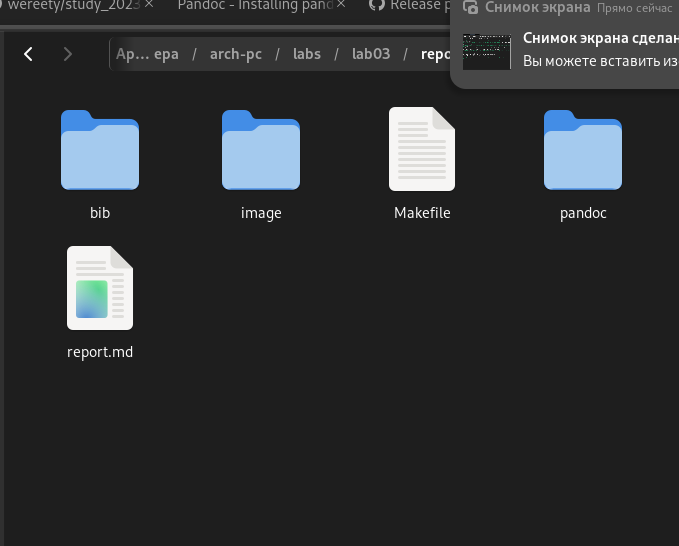 wereety/study_2023
Pandoc - Installing pand
Release p
Снимок экрана Прямо сейчас
Снимок экрана сделан
Вы можете вставить из
Ар… ера / arch-pc / labs / lab03 / repo
bib
image
Makefile
pandoc
report.md